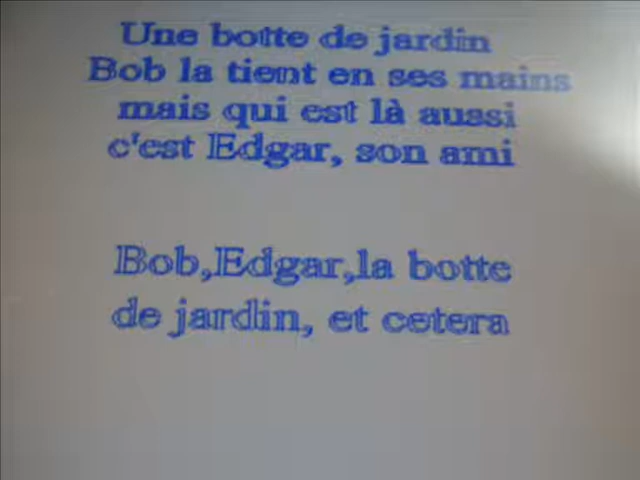 Une botte de jardin
Bob la tient en ses mains
mais qui est là aussi
c'est Edgar, son ami
Bob,Edgar,la botte
de jardin, et cetera